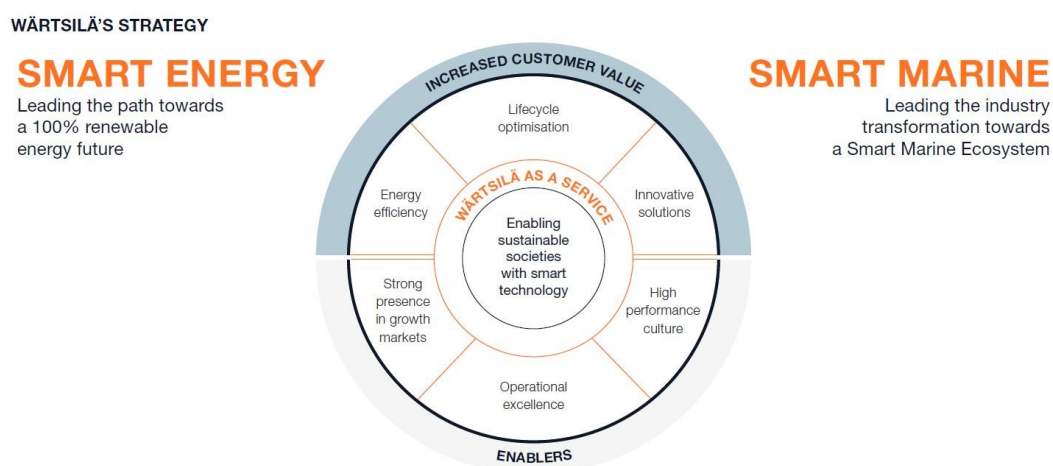 WÄRTSILÄ'S STRATEGY
SMART ENERGY
Leading the path towards
a 100% renewable
energy future
SMART MARINE
Leading the industry
transformation towards
a Smart Marine Ecosystem
INCREASED CUSTOMER VALUE
Lifecycle
optimisation
Energy
efficiency
Innovative
solutions
WÄRTSILÄ AS A SERVICE
Enabling
sustainable
societies
with smart
technology
Strong
presence
in growth
markets
High
performance
culture
Operational
excellence
ENABLERS